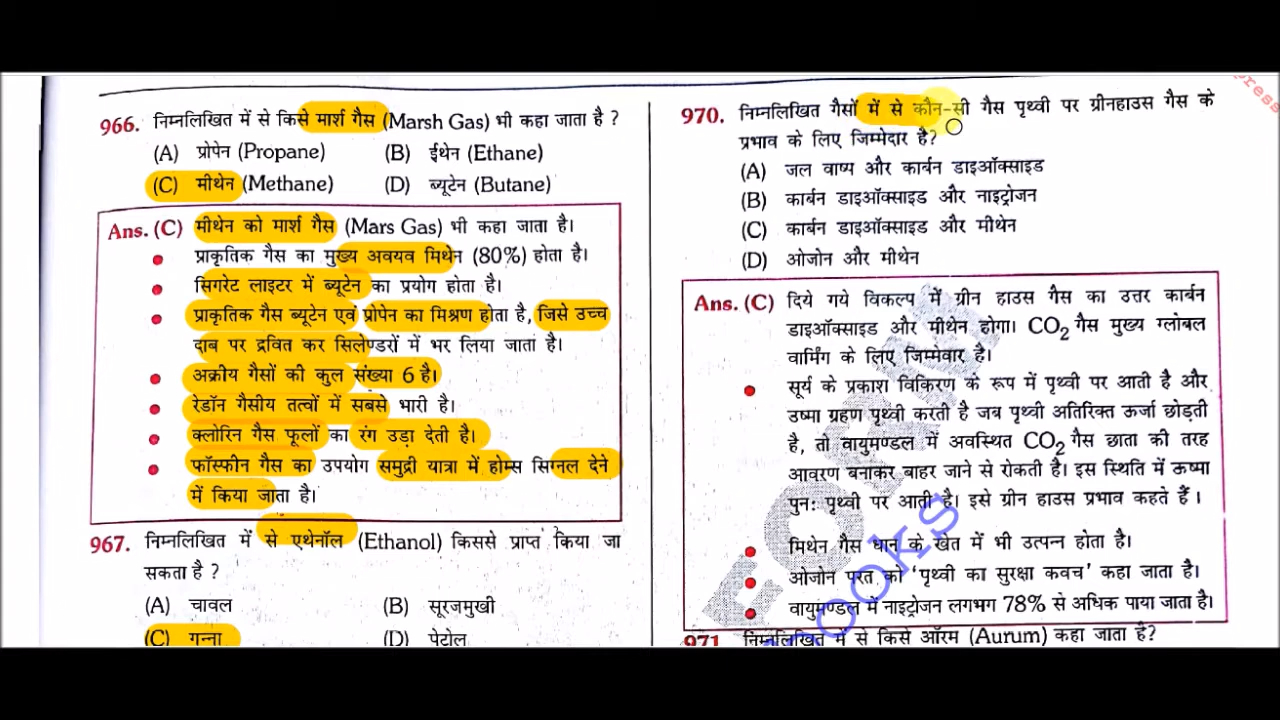 966. निम्नलिखित में से किसे मार्श गैस (Marsh Gas) भी कहा जाता है ?
(A) प्रोपेन (Propane) (B) ईथेन (Ethane)
(C) मीथेन (Methane) (D) ब्यूटेन (Butane)
Ans. (C) मीथेन को मार्श गैस (Mars Gas) भी कहा जाता है।
● प्राकृतिक गैस का मुख्य अवयव मिथेन (80%) होता है।
● सिगरेट लाइटर में ब्यूटेन का प्रयोग होता है।
● प्राकृतिक गैस ब्यूटेन एवं प्रोपेन का मिश्रण होता है, जिसे उच्च
दाब पर द्रवित कर सिलेण्डरों में भर लिया जाता है।
● अक्रीय गैसों की कुल संख्या 6 है।
● रेडॉन गैसीय तत्वों में सबसे भारी है।
● क्लोरिन गैस फूलों का रंग उड़ा देती है।
● फॉस्फीन गैस का उपयोग समुद्री यात्रा में होम्स सिग्नल देने
में किया जाता है।
967. निम्नलिखित में से एथेनॉल (Ethanol) किससे प्राप्त किया जा
सकता है ?
(A) चावल (B) सूरजमुखी
(C) गन्ना (D) पेट्रोल
970. निम्नलिखित गैसों में से कौन-सी गैस पृथ्वी पर ग्रीनहाउस गैस के
प्रभाव के लिए जिम्मेदार है?
(A) जल वाष्प और कार्बन डाइऑक्साइड
(B) कार्बन डाइऑक्साइड और नाइट्रोजन
(C) कार्बन डाइऑक्साइड और मीथेन
(D) ओजोन और मीथेन
Ans. (C) दिये गये विकल्प में ग्रीन हाउस गैस का उत्तर कार्बन
डाइऑक्साइड और मीथेन होगा। CO₂ गैस मुख्य ग्लोबल
वार्मिंग के लिए जिम्मेवार है।
● सूर्य के प्रकाश विकिरण के रूप में पृथ्वी पर आती है और
उष्मा ग्रहण पृथ्वी करती है जब पृथ्वी अतिरिक्त ऊर्जा छोड़ती
है, तो वायुमण्डल में अवस्थित CO₂ गैस छाता की तरह
आवरण बनाकर बाहर जाने से रोकती है। इस स्थिति में ऊष्मा
पुनः पृथ्वी पर आती है। इसे ग्रीन हाउस प्रभाव कहते हैं ।
● मिथेन गैस धान के खेत में भी उत्पन्न होता है।
● ओजोन परत को 'पृथ्वी का सुरक्षा कवच' कहा जाता है।
● वायुमण्डल में नाइट्रोजन लगभग 78% से अधिक पाया जाता है।
971. निम्नलिखित में से किसे ऑरम (Aurum) कहा जाता है?
press